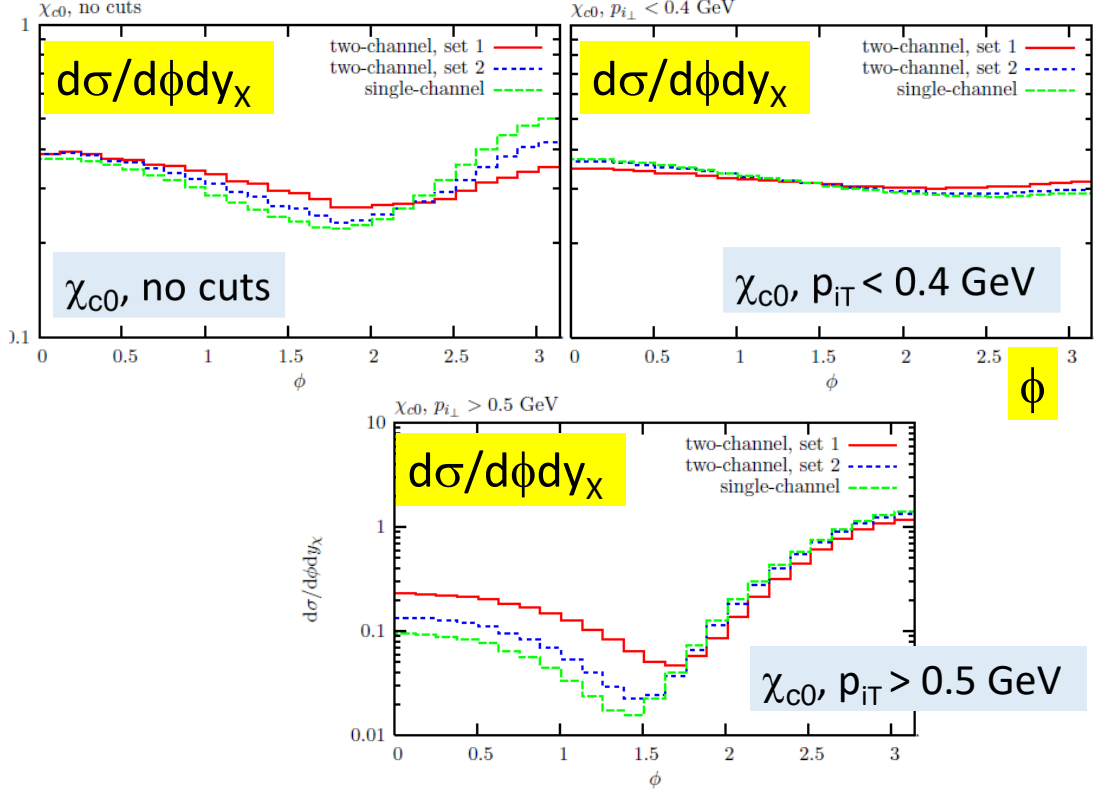 χc0, no cuts
1
dσ/dϕdyX
two-channel, set 1
two-channel, set 2
single-channel
χc0, no cuts
0.1
0 0.5 1 1.5 2 2.5 3
ϕ
χc0, pi⊥ < 0.4 GeV
dσ/dϕdyX
two-channel, set 1
two-channel, set 2
single-channel
χc0, piT < 0.4 GeV
0 0.5 1 1.5 2 2.5 3
ϕ
ϕ
χc0, pi⊥ > 0.5 GeV
10
dσ/dϕdyX
two-channel, set 1
two-channel, set 2
single-channel
1
dσ/dϕdyχ
0.1
χc0, piT > 0.5 GeV
0.01
0 0.5 1 1.5 2 2.5 3
ϕ